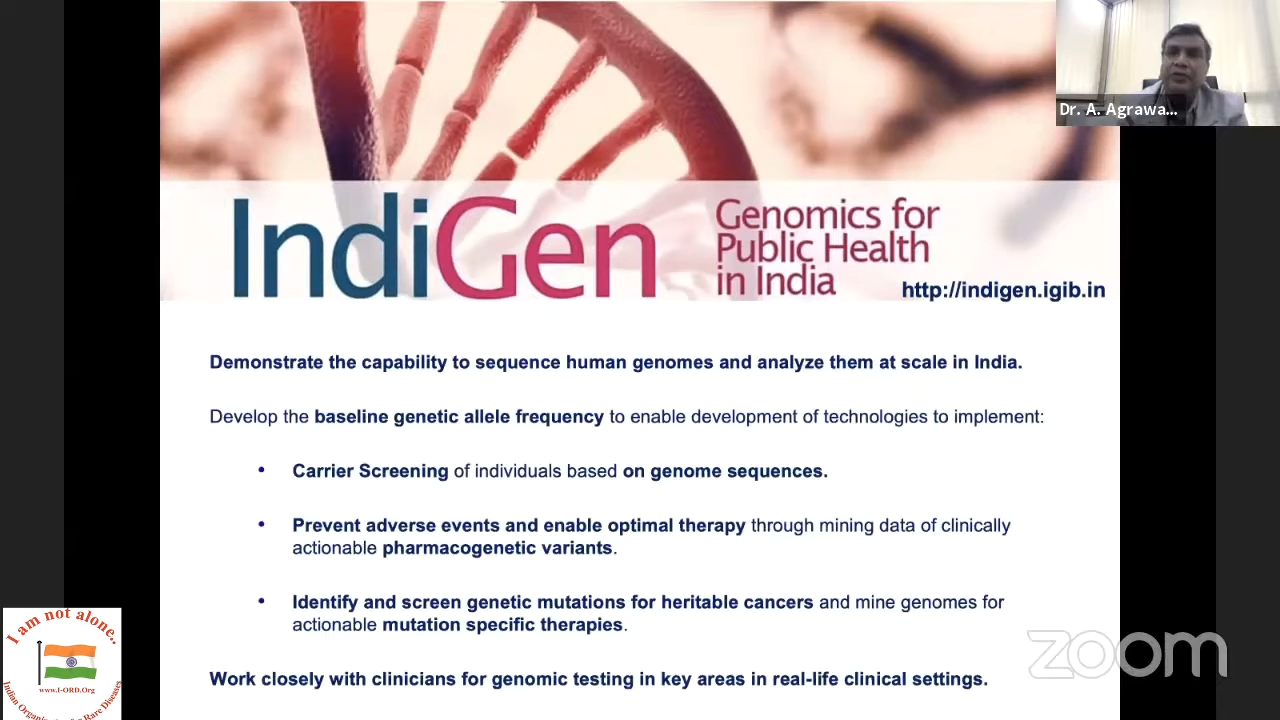 Dr. A. Agrawa...
IndiGen
Genomics for
Public Health
in India
http://indigen.igib.in
Demonstrate the capability to sequence human genomes and analyze them at scale in India.
Develop the baseline genetic allele frequency to enable development of technologies to implement:
• Carrier Screening of individuals based on genome sequences.
• Prevent adverse events and enable optimal therapy through mining data of clinically
actionable pharmacogenetic variants.
• Identify and screen genetic mutations for heritable cancers and mine genomes for
actionable mutation specific therapies.
Work closely with clinicians for genomic testing in key areas in real-life clinical settings.
I am not alone..
www.I-ORD.Org
Indian for Rare Diseases
zoom